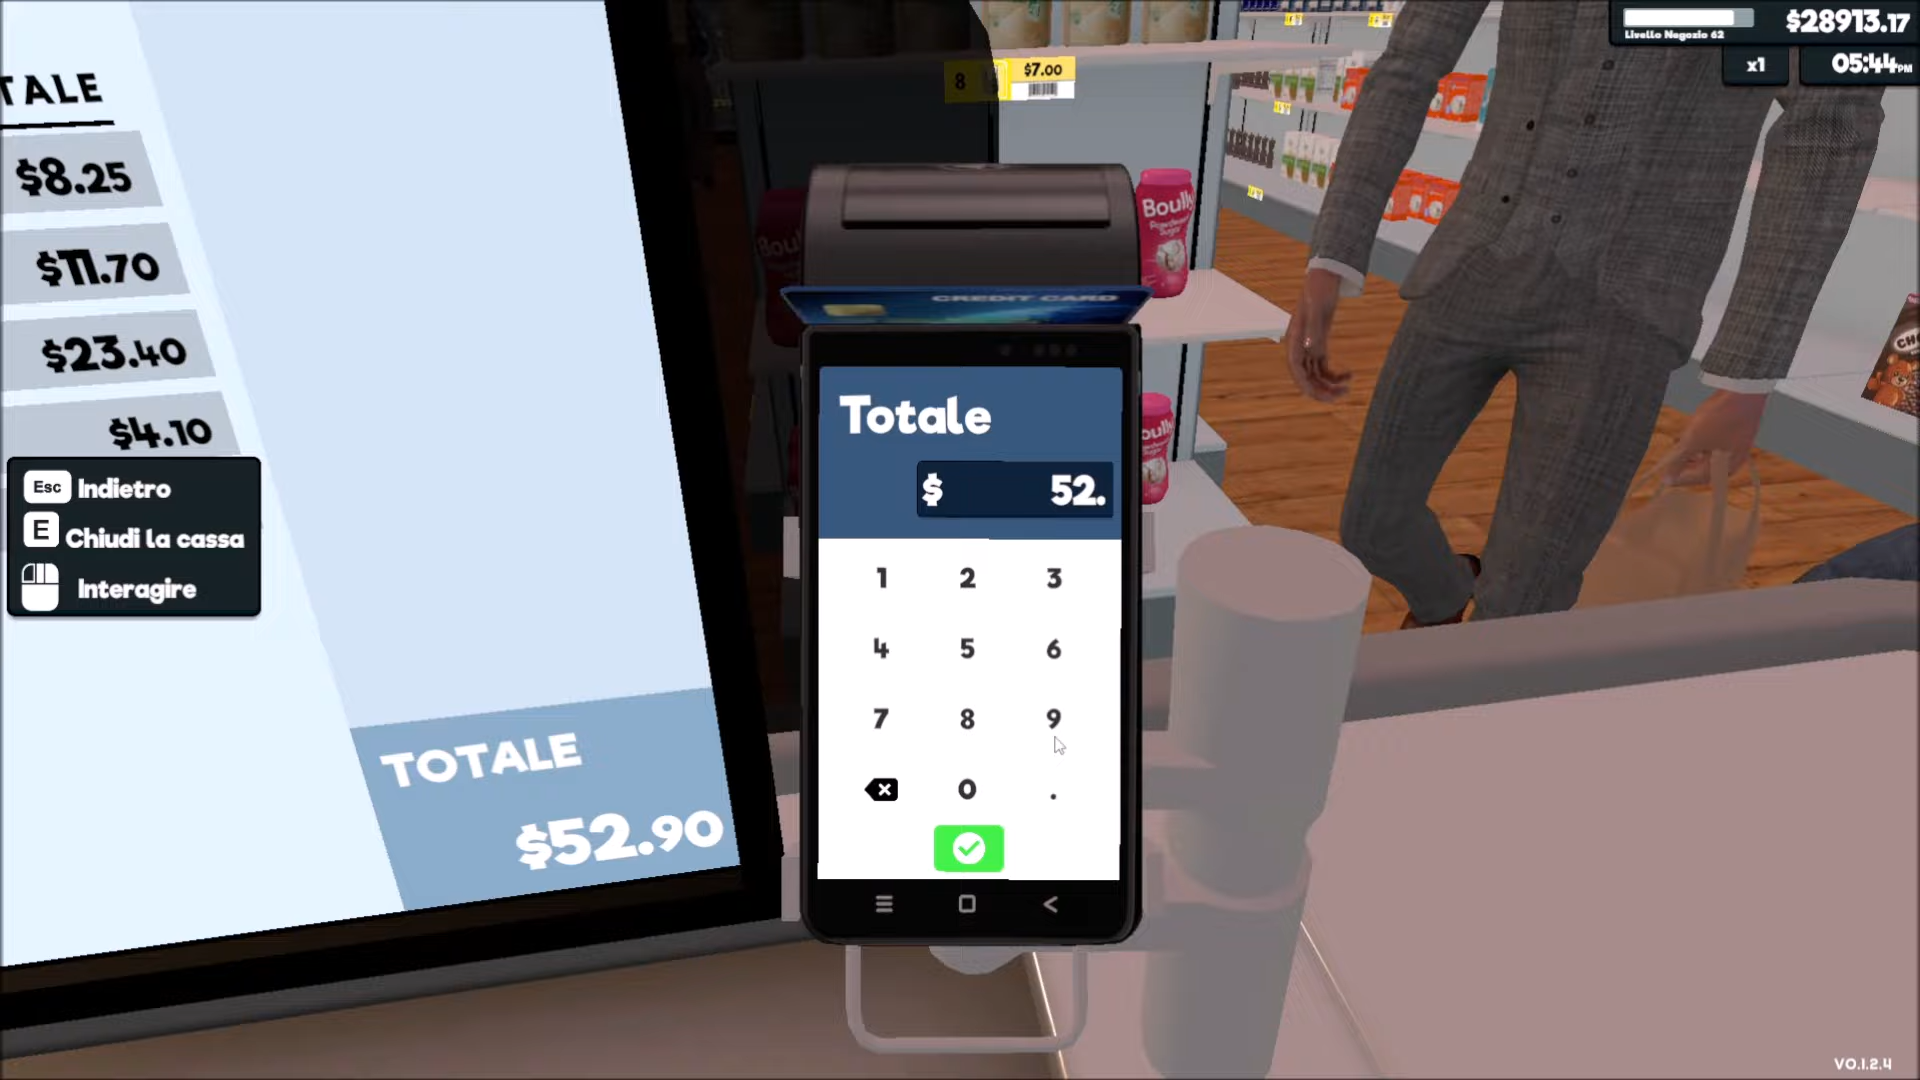 TALE
$8.25
$11.70
$23.40
$4.10
Esc Indietro
E Chiudi la cassa
Interagire
TOTALE
$52.90
8
$7.00
Boully
Powdered
Sugar
CREDIT CARD
Totale
$ 52.
1 2 3
4 5 6
7 8 9
0 .
$28913.17
Livello Negozio 62
x1
05:44PM
V0.1.2.4